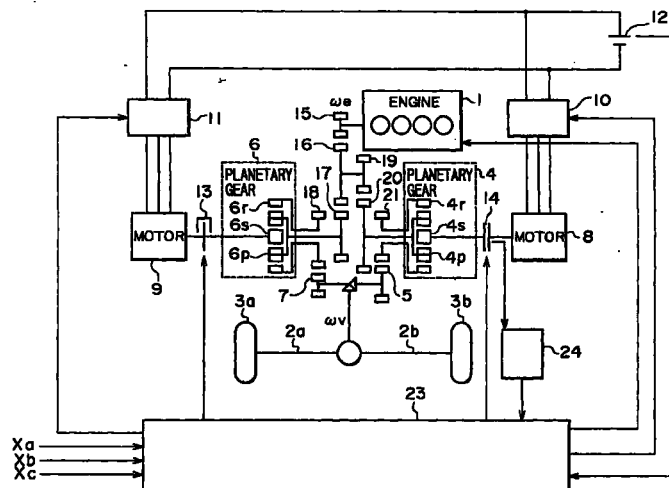 12
ωe
15
ENGINE
1
11
10
16
6
19
4
PLANETARY
GEAR
17
20
PLANETARY
GEAR
13
18
21
14
6r
4r
6s
4s
MOTOR
MOTOR
8
6p
4p
9
7
5
3a
ωv
3b
2a
2b
24
23
Xa
Xb
Xc